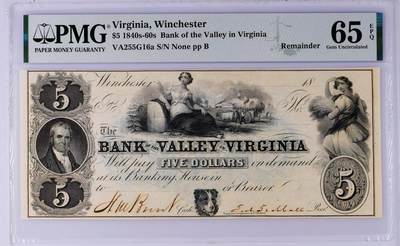 PMG
PAPER MONEY GUARANTY
Virginia, Winchester
$5 1840s-60s Bank of the Valley in Virginia
VA255G16a S/N None pp B
Remainder
65 EPQ
Gem Uncirculated
Winchester 18
5
The
BANK OF THE VALLEY IN VIRGINIA
Will pay FIVE DOLLARS on demand
at its Banking House in
or Bearer
5
5
Cash. Pres.